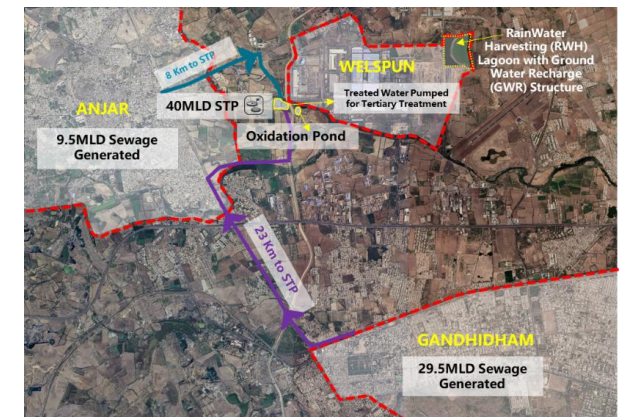 RainWater
Harvesting (RWH)
Lagoon with Ground
Water Recharge
(GWR) Structure
WELSPUN
8 Km to STP
Treated Water Pumped
for Tertiary Treatment
ANJAR
40MLD STP
9.5MLD Sewage
Generated
Oxidation Pond
23 Km to STP
GANDHIDHAM
29.5MLD Sewage
Generated